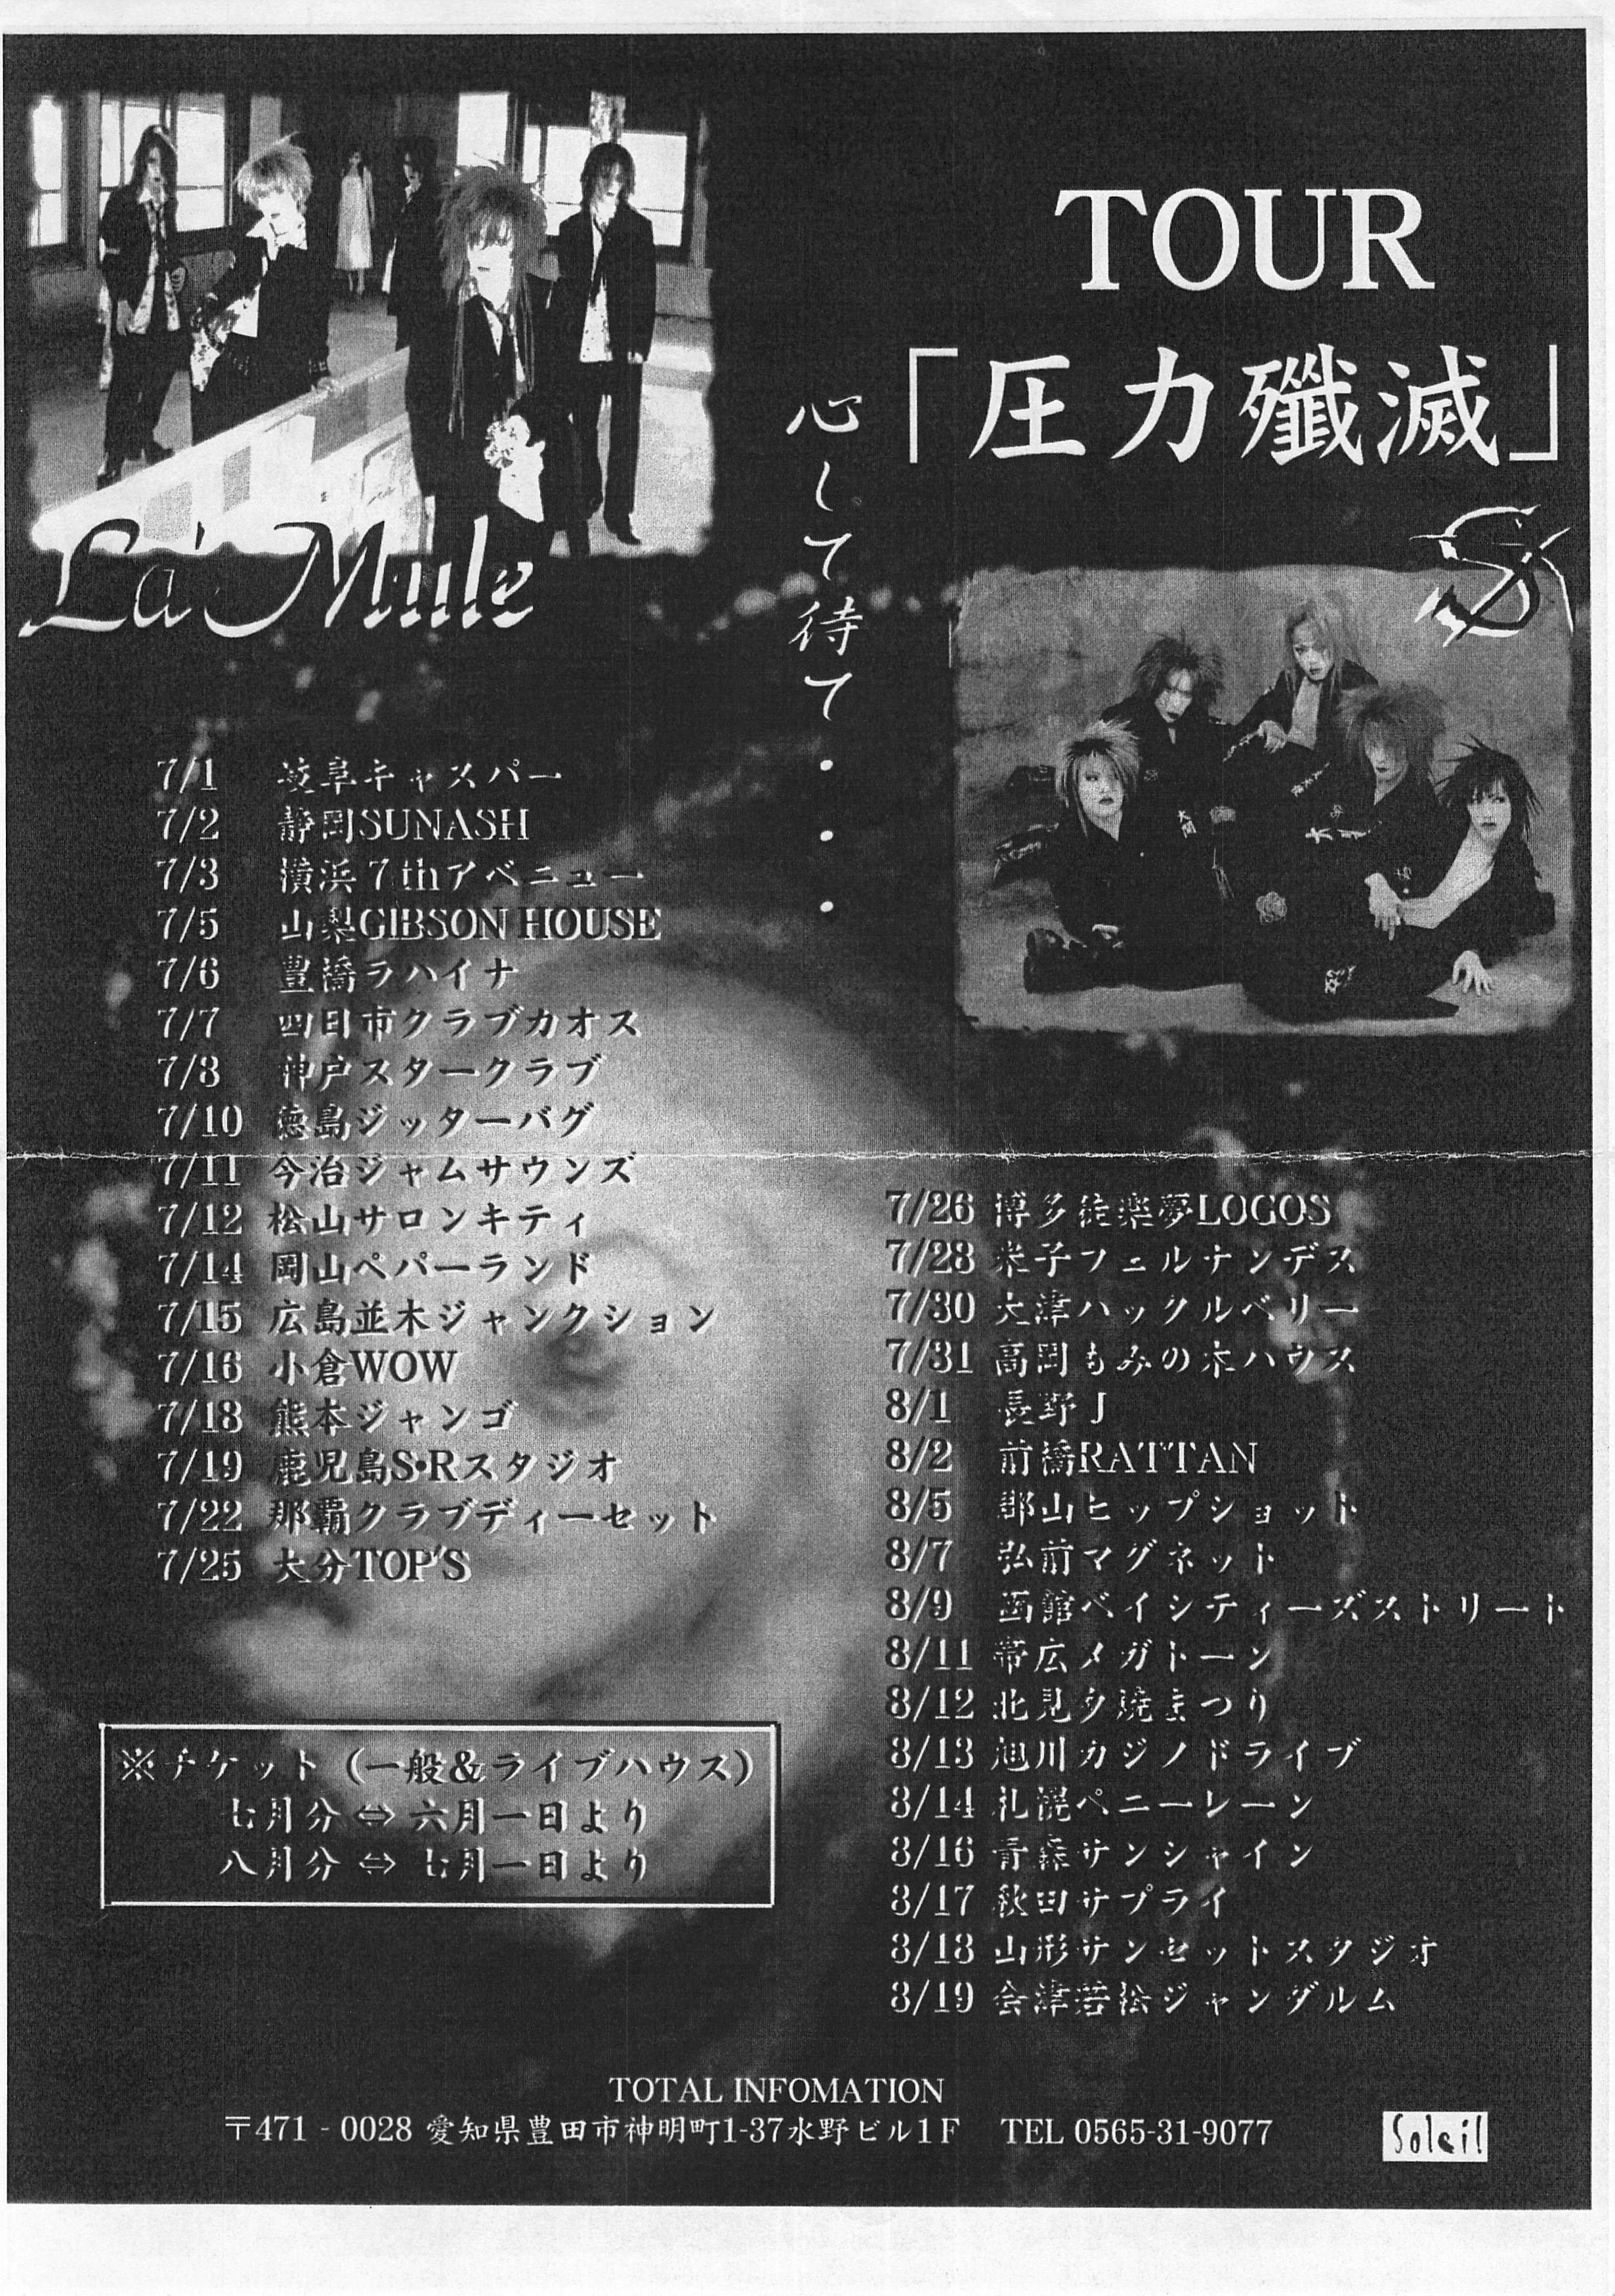 TOUR
「圧力殲滅」
心して待て・・・
La'Mule
7/1 岐阜キャスパー
7/2 静岡SUNASH
7/3 横浜7thアベニュー
7/5 山梨GIBSON HOUSE
7/6 豊橋ラハイナ
7/7 四日市クラブカオス
7/8 神戸スタークラブ
7/10 徳島ジッターバグ
7/11 今治ジャムサウンズ
7/12 松山サロンキティ
7/14 岡山ペパーランド
7/15 広島並木ジャンクション
7/16 小倉WOW
7/18 熊本ジャンゴ
7/19 鹿児島S・Rスタジオ
7/22 那覇クラブディーセット
7/25 大分TOP'S
7/26 博多徒楽夢LOGOS
7/28 米子フェルナンデス
7/30 大津ハックルベリー
7/31 高岡もみの木ハウス
8/1 長野J
8/2 前橋RATTAN
8/5 郡山ヒップショット
8/7 弘前マグネット
8/9 函館ベイシティーズストリート
8/11 帯広メガトーン
8/12 北見夕焼まつり
8/13 旭川カジノドライブ
8/14 札幌ペニーレーン
8/16 青森サンシャイン
8/17 秋田サプライ
8/18 山形サンセットスタジオ
8/19 会津若松ジャンダルム
※チケット（一般&ライブハウス）
七月分 ⇔ 六月一日より
八月分 ⇔ 七月一日より
TOTAL INFOMATION
〒471-0028 愛知県豊田市神明町1-37水野ビル1F TEL 0565-31-9077
Soleil